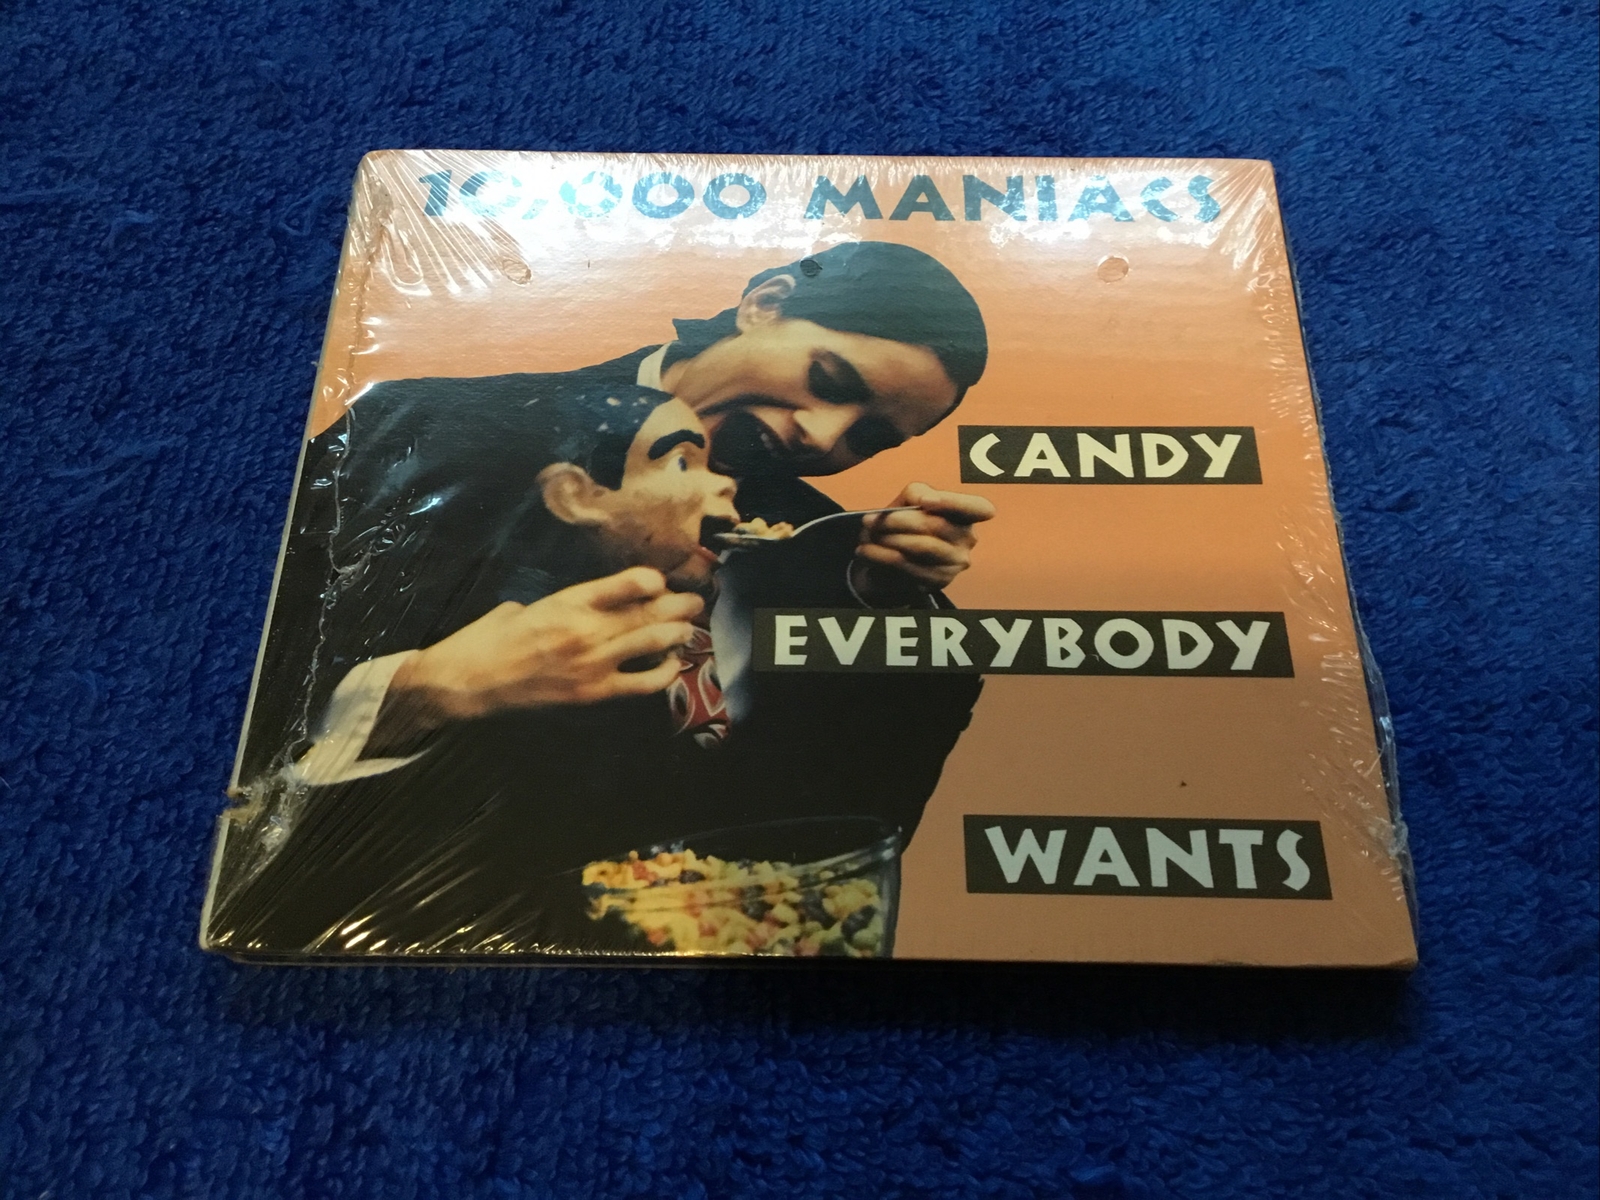 10,000 MANIACS
CANDY
EVERYBODY
WANTS